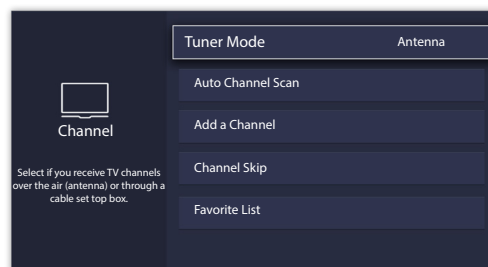 Channel
Select if you receive TV channels
over the air (antenna) or through a
cable set top box.
Tuner Mode Antenna
Auto Channel Scan
Add a Channel
Channel Skip
Favorite List